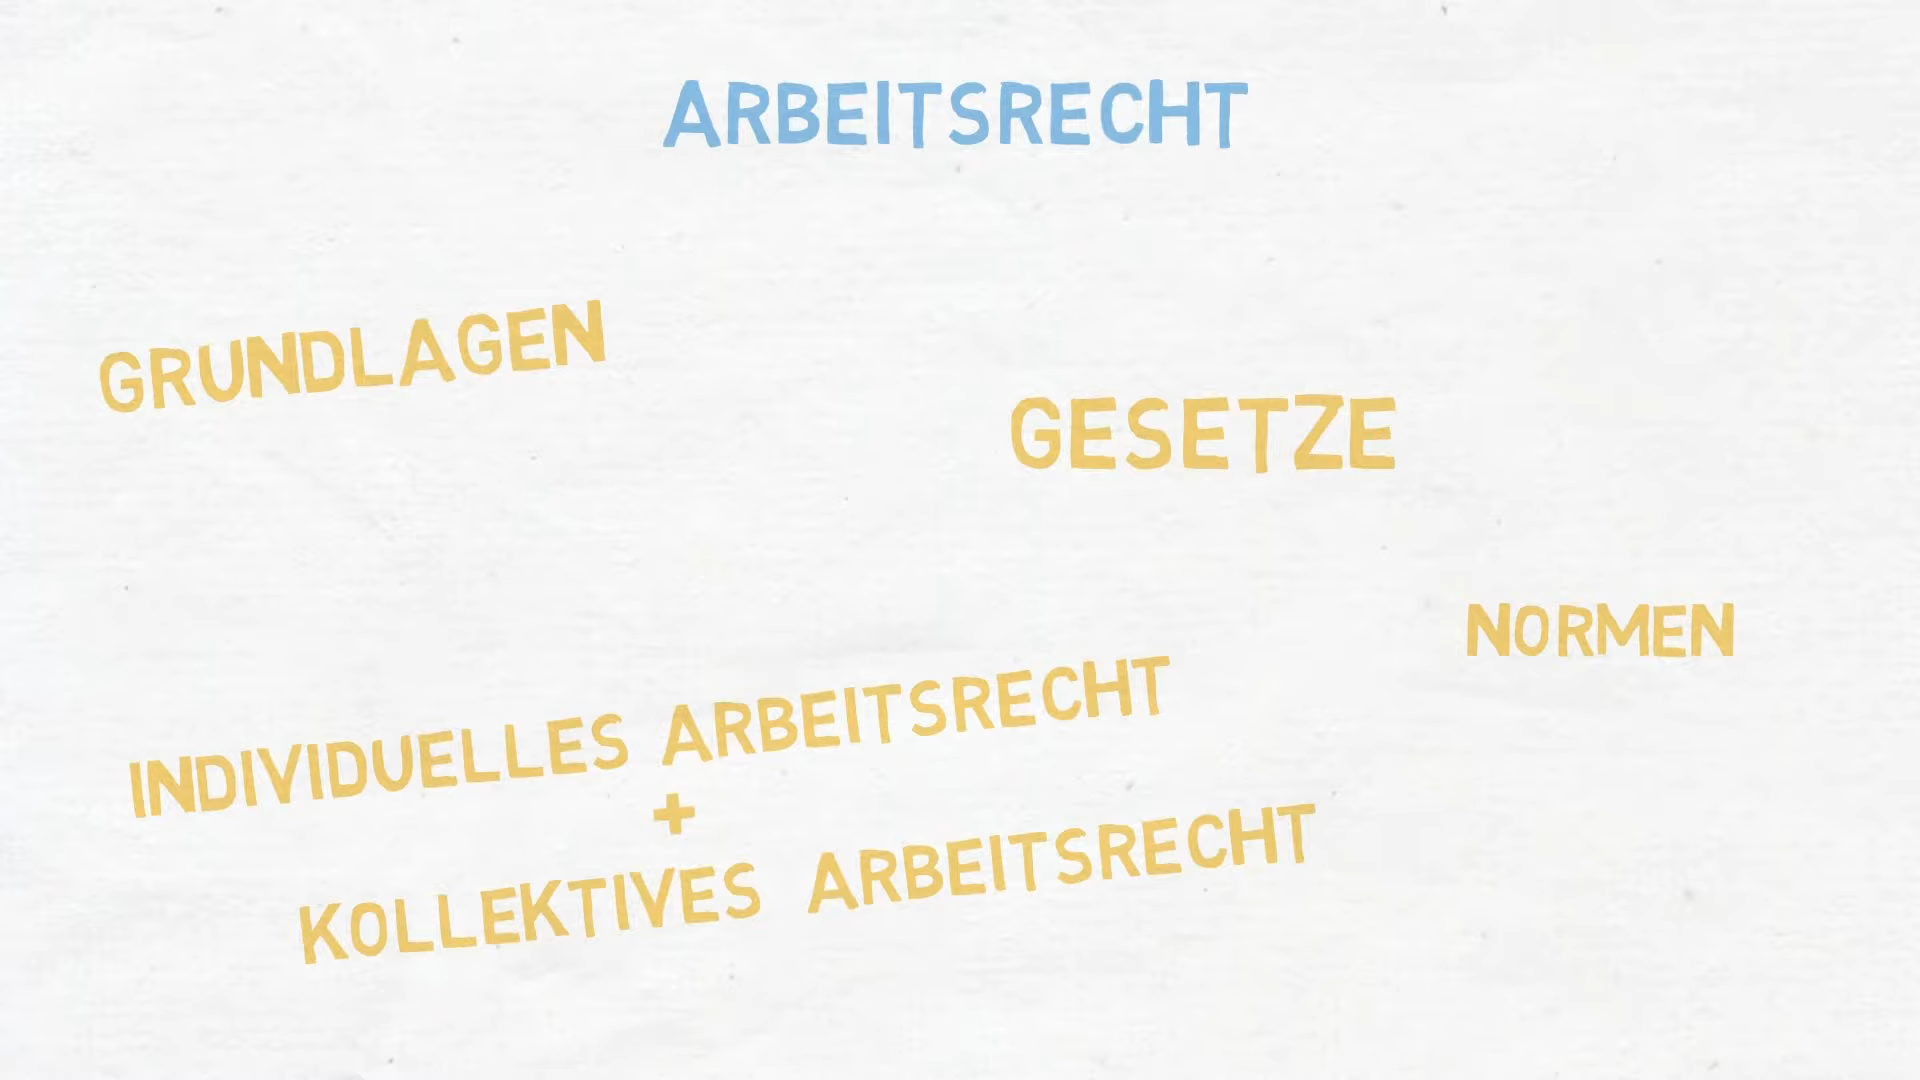 ARBEITSRECHT
GRUNDLAGEN
GESETZE
NORMEN
INDIVIDUELLES ARBEITSRECHT
+
KOLLEKTIVES ARBEITSRECHT